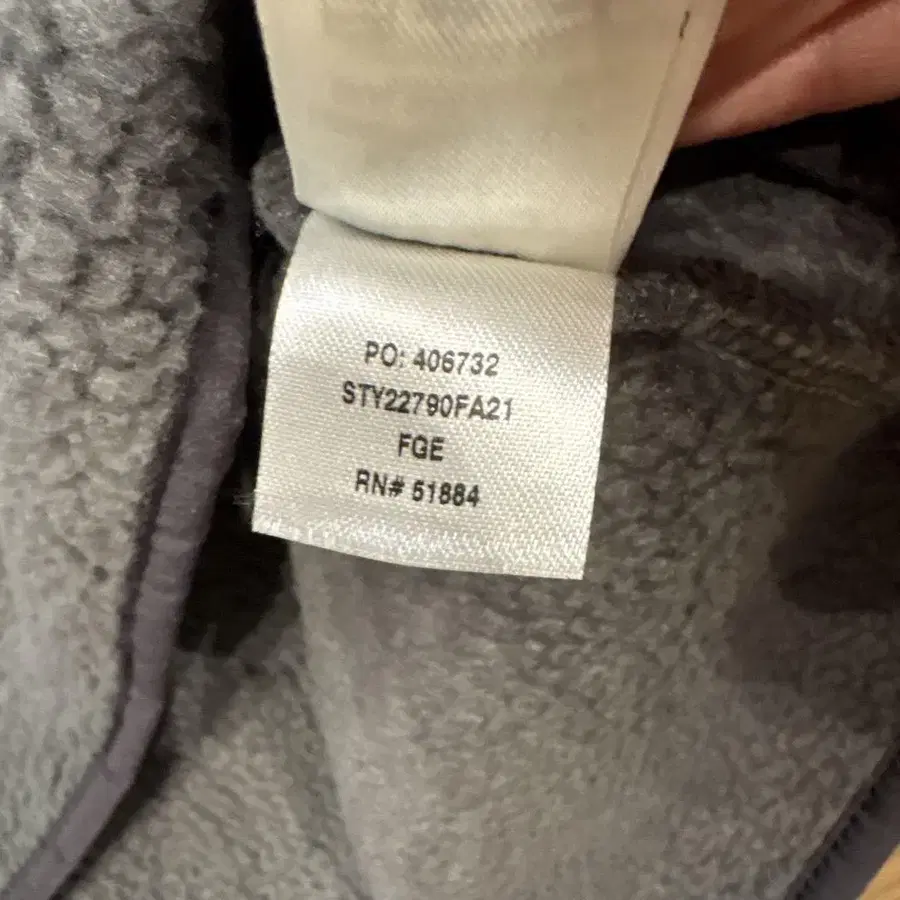 PO: 406732
STY22790FA21
FGE
RN# 51884